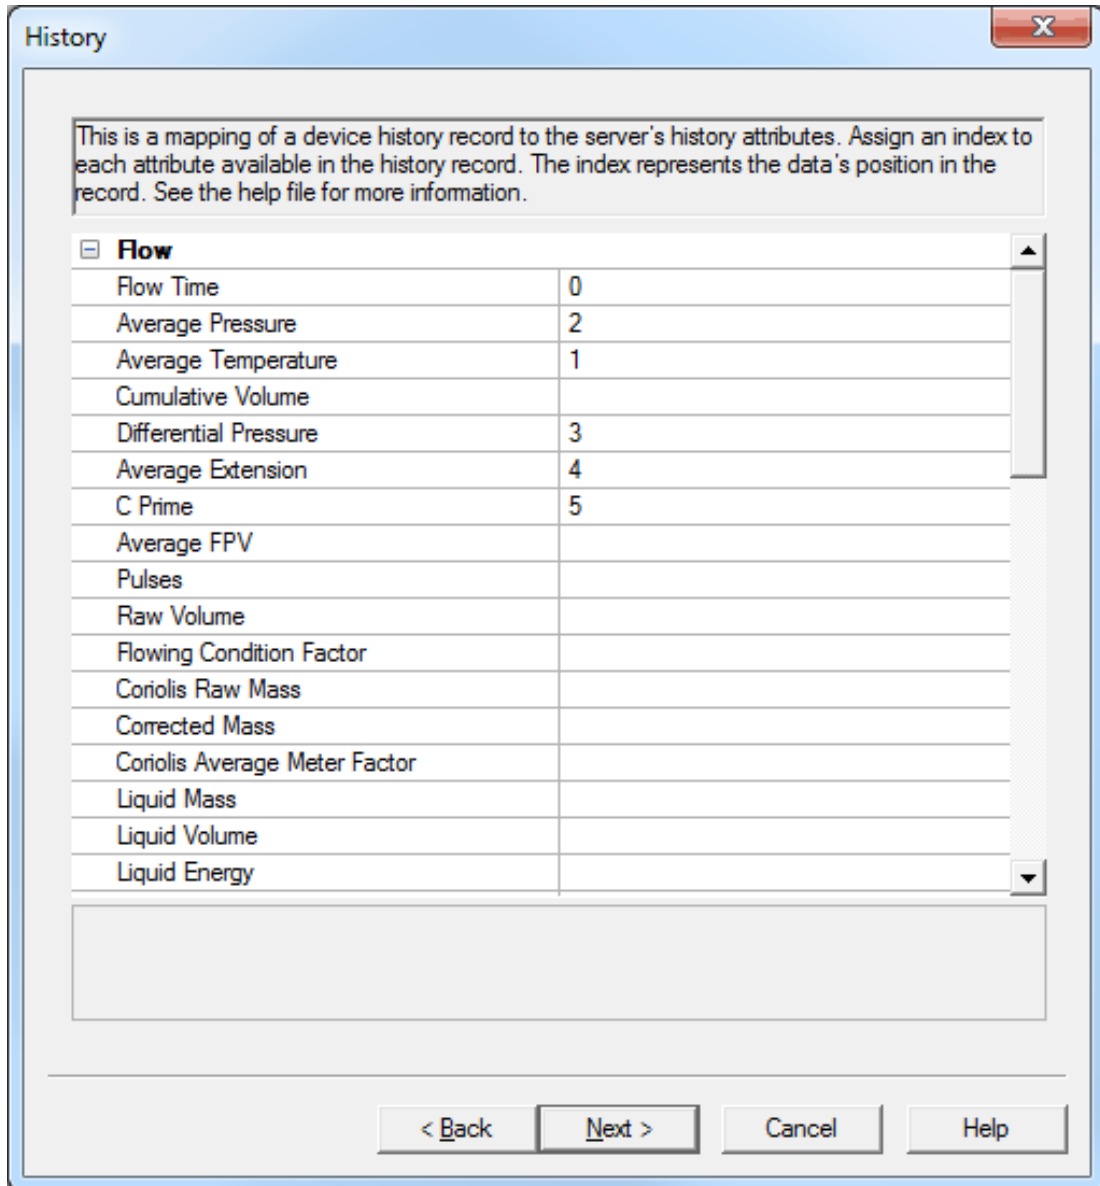 History
This is a mapping of a device history record to the server's history attributes. Assign an index to
each attribute available in the history record. The index represents the data's position in the
record. See the help file for more information.
Flow
Flow Time 0
Average Pressure 2
Average Temperature 1
Cumulative Volume
Differential Pressure 3
Average Extension 4
C Prime 5
Average FPV
Pulses
Raw Volume
Flowing Condition Factor
Coriolis Raw Mass
Corrected Mass
Coriolis Average Meter Factor
Liquid Mass
Liquid Volume
Liquid Energy
< Back Next > Cancel Help